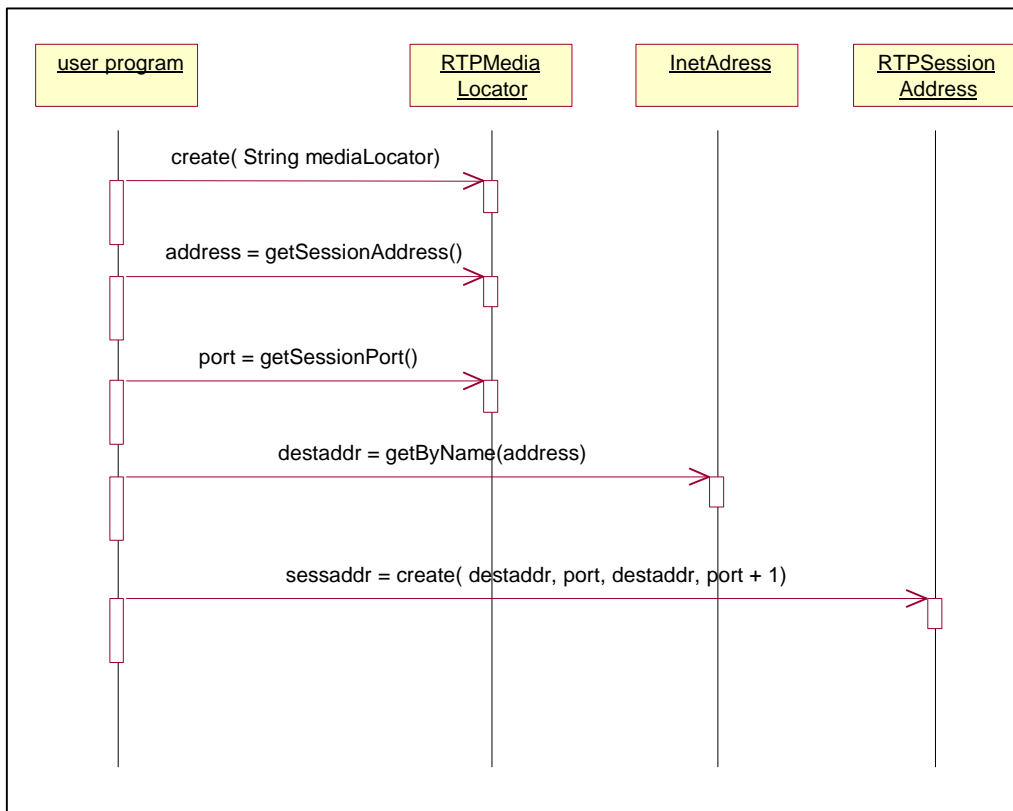 user program
RTPMedia
Locator
InetAdress
RTPSession
Address
create( String mediaLocator)
address = getSessionAddress()
port = getSessionPort()
destaddr = getByName(address)
sessaddr = create( destaddr, port, destaddr, port + 1)